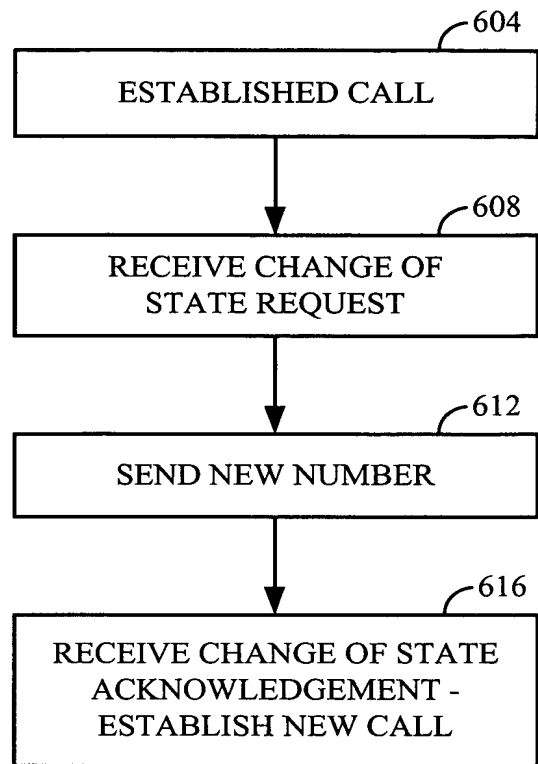 604
ESTABLISHED CALL
608
RECEIVE CHANGE OF
STATE REQUEST
612
SEND NEW NUMBER
616
RECEIVE CHANGE OF STATE
ACKNOWLEDGEMENT -
ESTABLISH NEW CALL